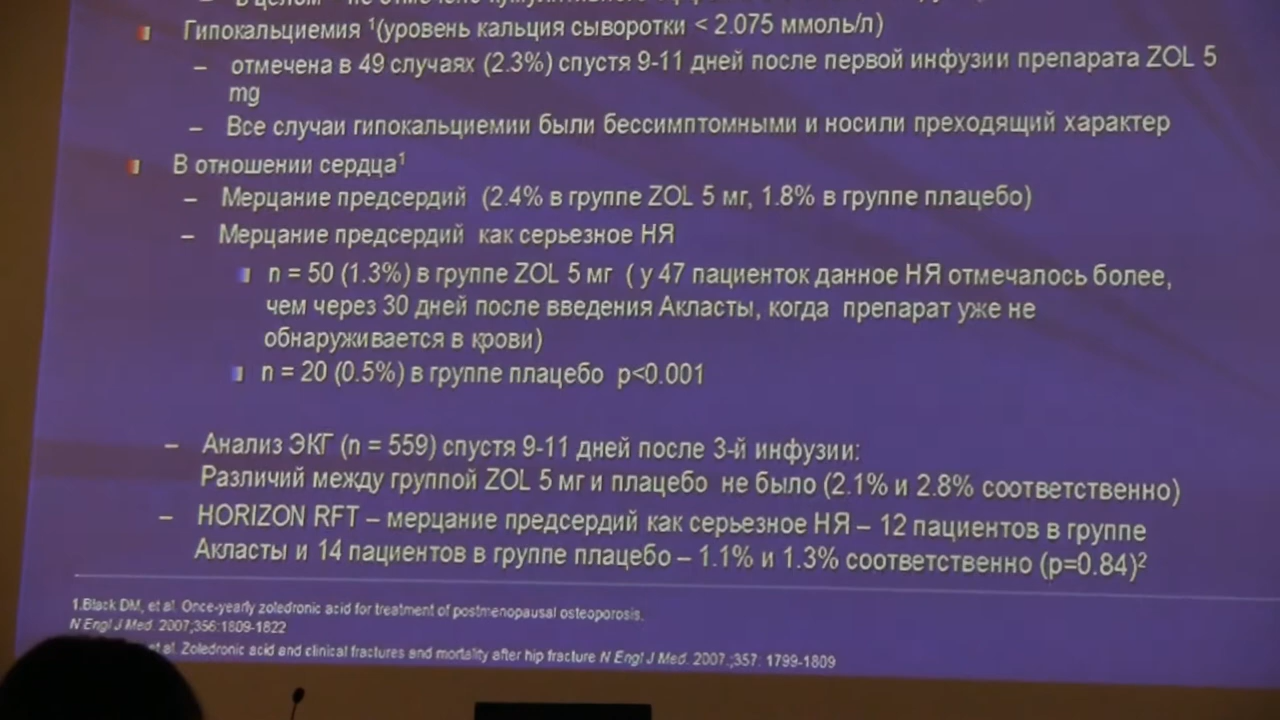 Гипокальциемия ¹(уровень кальция сыворотки < 2.075 ммоль/л)
– отмечена в 49 случаях (2.3%) спустя 9-11 дней после первой инфузии препарата ZOL 5
mg
– Все случаи гипокальциемии были бессимптомными и носили преходящий характер
В отношении сердца¹
– Мерцание предсердий (2.4% в группе ZOL 5 мг, 1.8% в группе плацебо)
– Мерцание предсердий как серьезное НЯ
n = 50 (1.3%) в группе ZOL 5 мг ( у 47 пациенток данное НЯ отмечалось более,
чем через 30 дней после введения Акласты, когда препарат уже не
обнаруживается в крови)
n = 20 (0.5%) в группе плацебо p<0.001
– Анализ ЭКГ (n = 559) спустя 9-11 дней после 3-й инфузии:
Различий между группой ZOL 5 мг и плацебо не было (2.1% и 2.8% соответственно)
– HORIZON RFT – мерцание предсердий как серьезное НЯ – 12 пациентов в группе
Акласты и 14 пациентов в группе плацебо – 1.1% и 1.3% соответственно (p=0.84)²
1.Black DM, et al. Once-yearly zoledronic acid for treatment of postmenopausal osteoporosis.
N Engl J Med. 2007;356:1809-1822
et al. Zoledronic acid and clinical fractures and mortality after hip fracture N Engl J Med. 2007.;357: 1799-1809